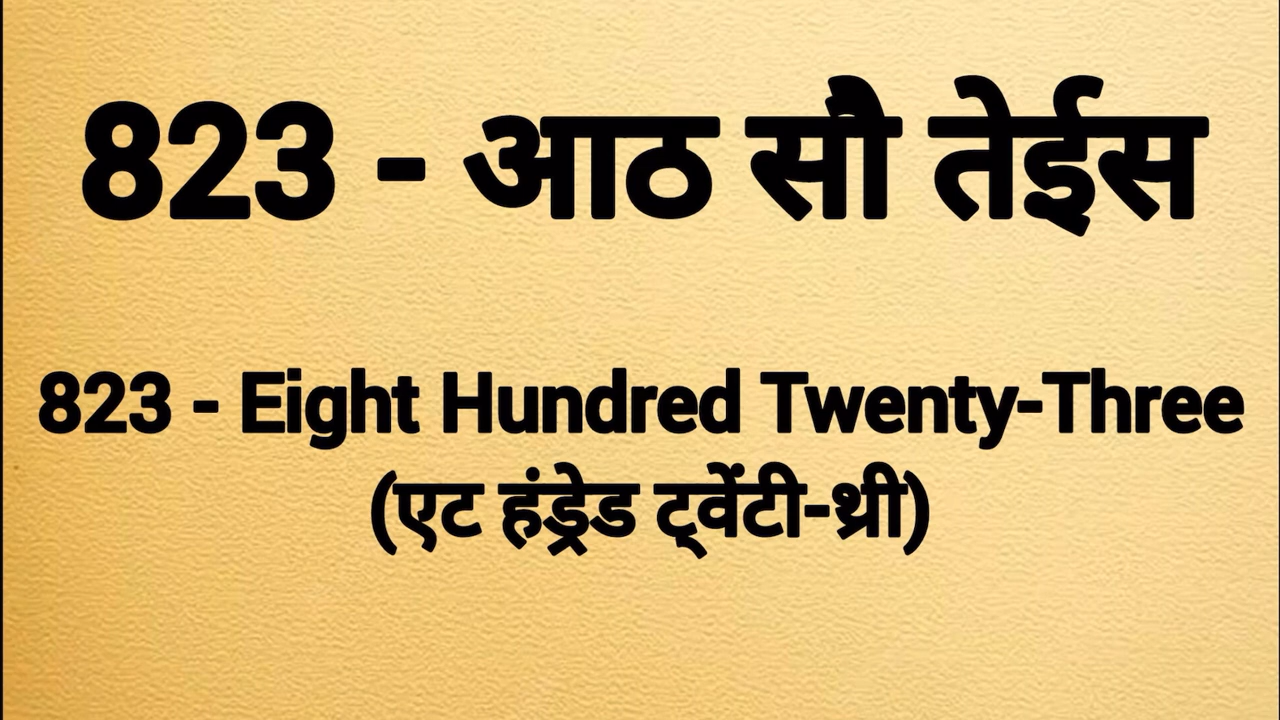 823 - आठ सौ तेईस
823 - Eight Hundred Twenty-Three
(एट हंड्रेड ट्वेंटी-थ्री)